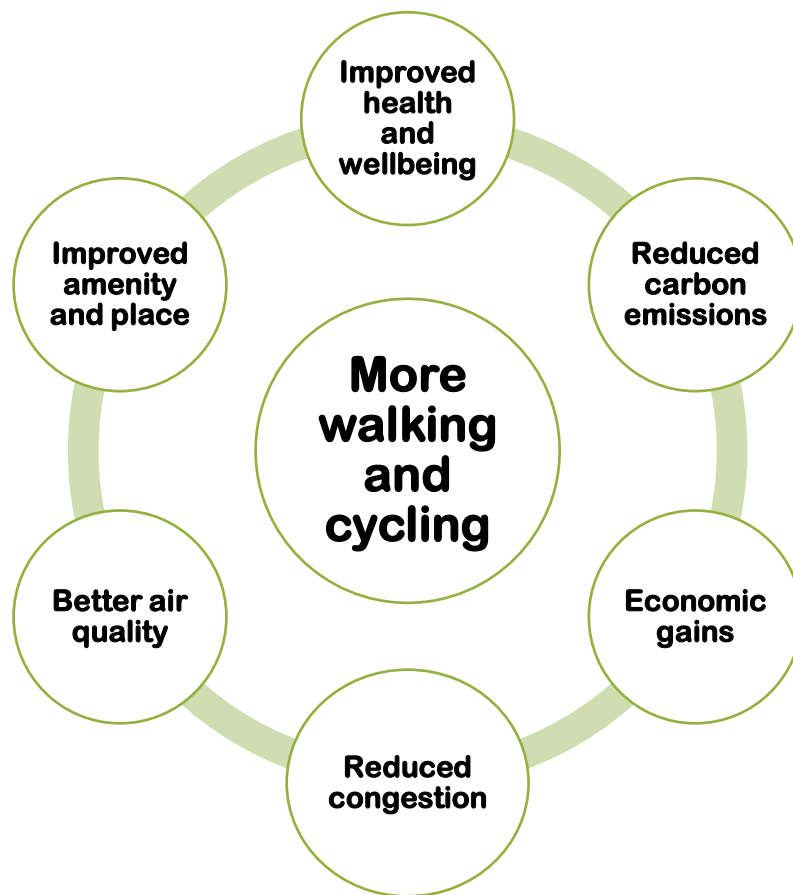 Improved
health
and
wellbeing
Reduced
carbon
emissions
Economic
gains
Reduced
congestion
Better air
quality
Improved
amenity
and place
More
walking
and
cycling